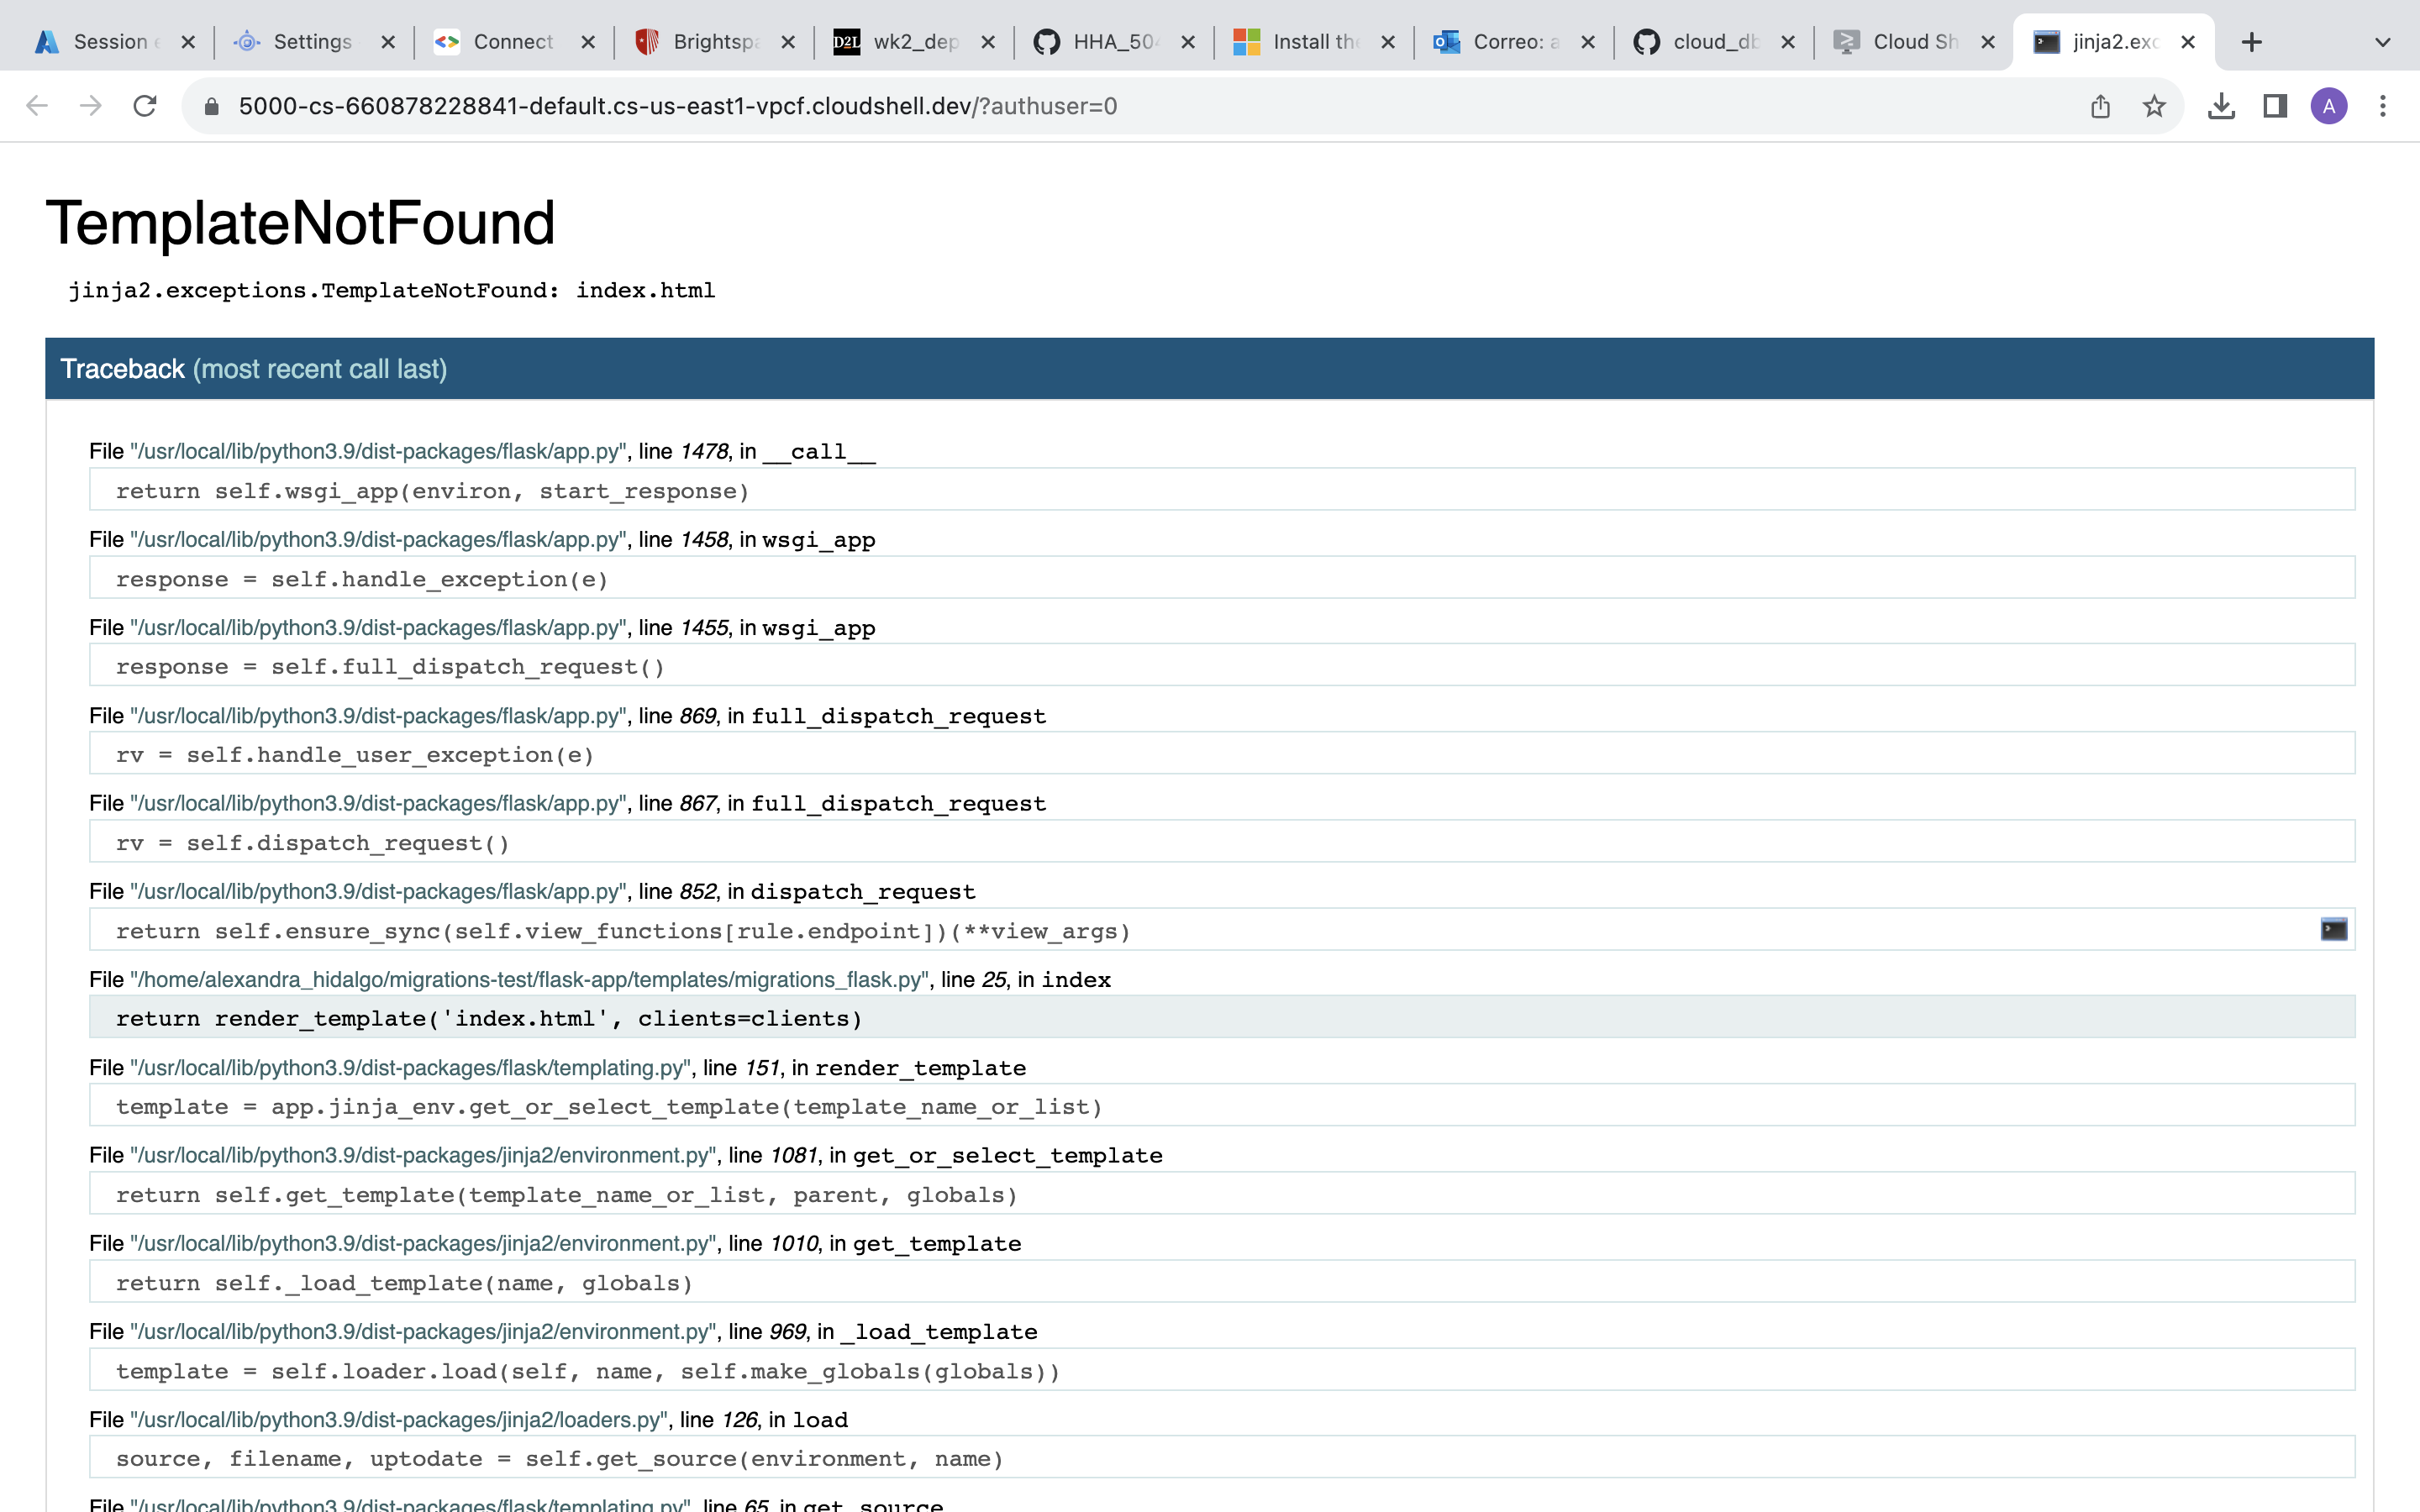 Session
Settings
Connect
Brightspa
wk2_dep
HHA_504
Install the
Correo: a
cloud_db
Cloud Sh
jinja2.exc
5000-cs-660878228841-default.cs-us-east1-vpcf.cloudshell.dev/?authuser=0
A
TemplateNotFound
jinja2.exceptions.TemplateNotFound: index.html
Traceback (most recent call last)
File "/usr/local/lib/python3.9/dist-packages/flask/app.py", line 1478, in __call__
return self.wsgi_app(environ, start_response)
File "/usr/local/lib/python3.9/dist-packages/flask/app.py", line 1458, in wsgi_app
response = self.handle_exception(e)
File "/usr/local/lib/python3.9/dist-packages/flask/app.py", line 1455, in wsgi_app
response = self.full_dispatch_request()
File "/usr/local/lib/python3.9/dist-packages/flask/app.py", line 869, in full_dispatch_request
rv = self.handle_user_exception(e)
File "/usr/local/lib/python3.9/dist-packages/flask/app.py", line 867, in full_dispatch_request
rv = self.dispatch_request()
File "/usr/local/lib/python3.9/dist-packages/flask/app.py", line 852, in dispatch_request
return self.ensure_sync(self.view_functions[rule.endpoint])(**view_args)
File "/home/alexandra_hidalgo/migrations-test/flask-app/templates/migrations_flask.py", line 25, in index
return render_template('index.html', clients=clients)
File "/usr/local/lib/python3.9/dist-packages/flask/templating.py", line 151, in render_template
template = app.jinja_env.get_or_select_template(template_name_or_list)
File "/usr/local/lib/python3.9/dist-packages/jinja2/environment.py", line 1081, in get_or_select_template
return self.get_template(template_name_or_list, parent, globals)
File "/usr/local/lib/python3.9/dist-packages/jinja2/environment.py", line 1010, in get_template
return self._load_template(name, globals)
File "/usr/local/lib/python3.9/dist-packages/jinja2/environment.py", line 969, in _load_template
template = self.loader.load(self, name, self.make_globals(globals))
File "/usr/local/lib/python3.9/dist-packages/jinja2/loaders.py", line 126, in load
source, filename, uptodate = self.get_source(environment, name)
File "/usr/local/lib/python3.9/dist-packages/flask/templating.py", line 65, in get_source